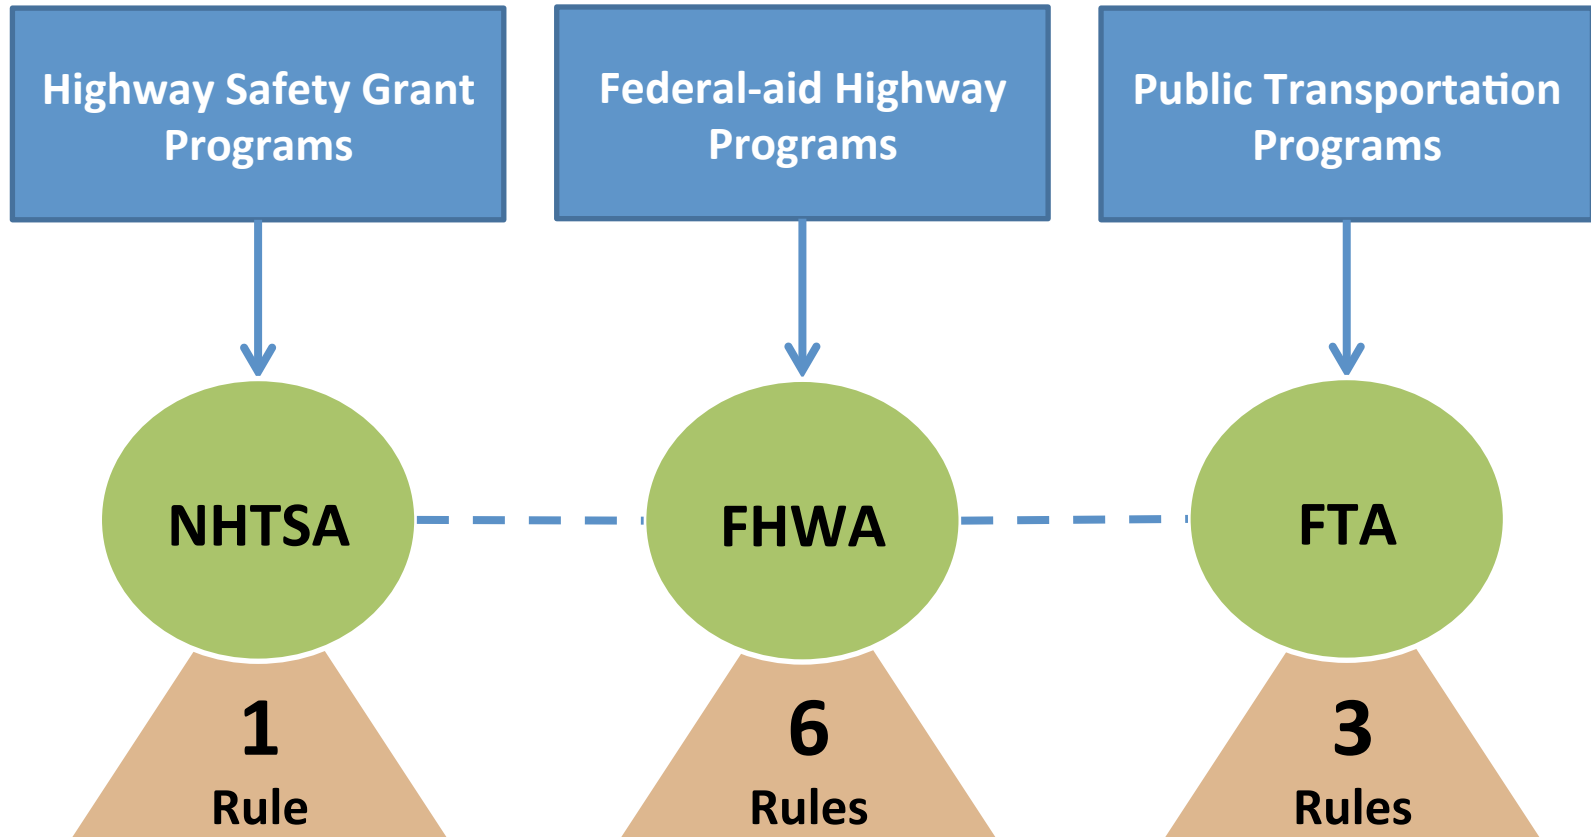 Highway Safety Grant
Programs
Federal-aid Highway
Programs
Public Transportation
Programs
NHTSA
FHWA
FTA
1
Rule
6
Rules
3
Rules